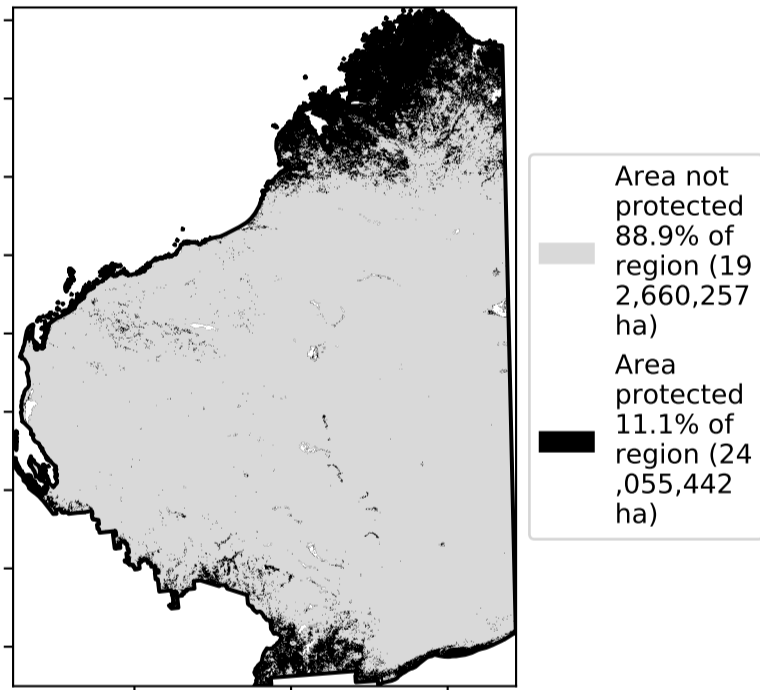 Area not
protected
88.9% of
region (19
2,660,257
ha)
Area
protected
11.1% of
region (24
,055,442
ha)